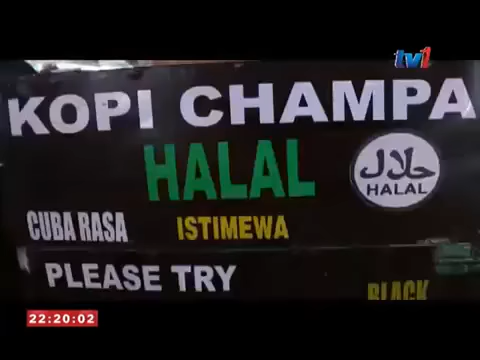 tv1
KOPI CHAMPA
HALAL
حلال
HALAL
CUBA RASA ISTIMEWA
PLEASE TRY
BLACK
22:20:02